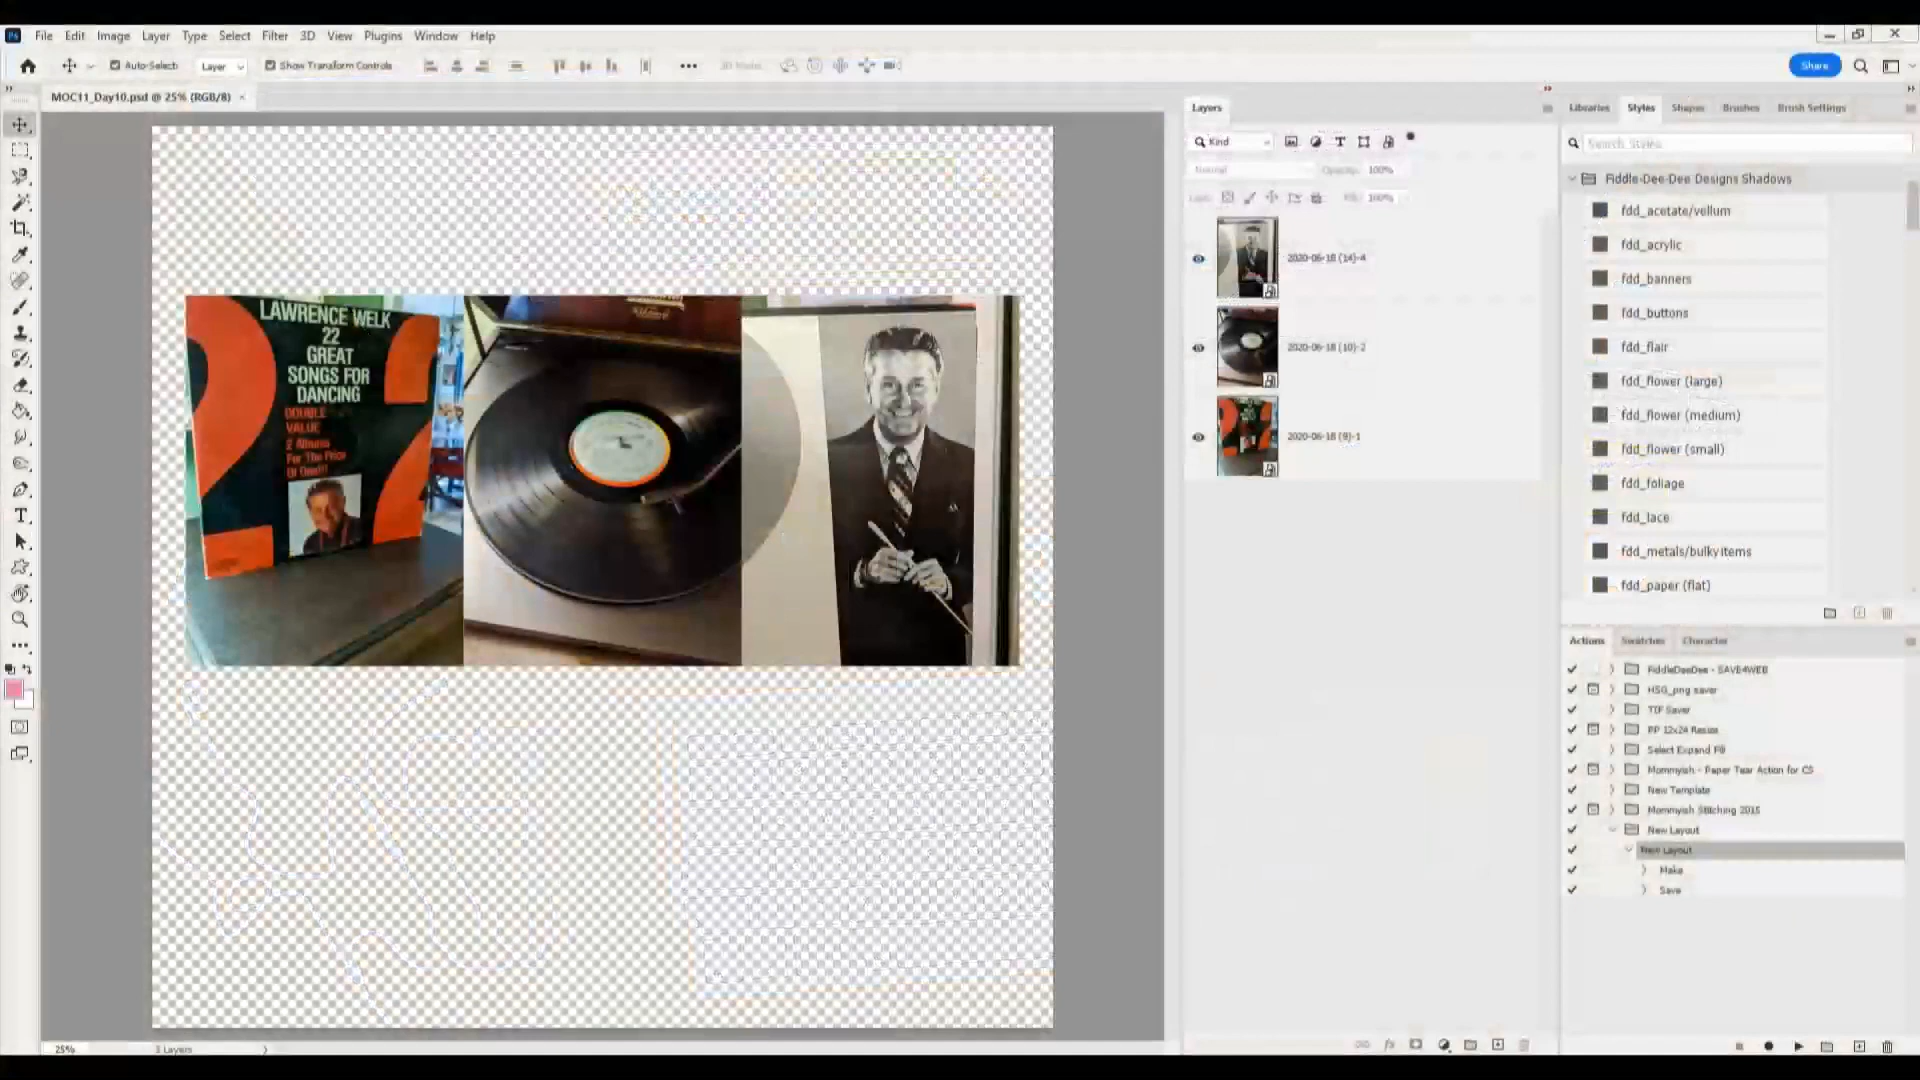 File Edit Image Layer Type Select Filter 3D View Plugins Window Help
Auto-Select: Layer Show Transform Controls 3D Mode: Share
MOC11_Day10.psd @ 25% (RGB/8)
LAWRENCE WELK
22
GREAT
SONGS FOR
DANCING
DOUBLE
VALUE
2 Albums
For The Price
Of One!!!
25% 3 Layers
Layers
Kind
Normal Opacity: 100%
Lock: Fill: 100%
2020-06-18 (14)-4
2020-06-18 (10)-2
2020-06-18 (9)-1
Libraries Styles Shapes Brushes Brush Settings
Search Styles
Fiddle-Dee-Dee Designs Shadows
fdd_acetate/vellum
fdd_acrylic
fdd_banners
fdd_buttons
fdd_flair
fdd_flower (large)
fdd_flower (medium)
fdd_flower (small)
fdd_foliage
fdd_lace
fdd_metals/bulky items
fdd_paper (flat)
Actions Swatches Character
FiddleDeeDee - SAVE4WEB
HSG_png saver
TIF Saver
PP 12x24 Resize
Select Expand Fill
Mommyish - Paper Tear Action for CS
New Template
Mommyish Stitching 2015
New Layout
New Layout
Make
Save